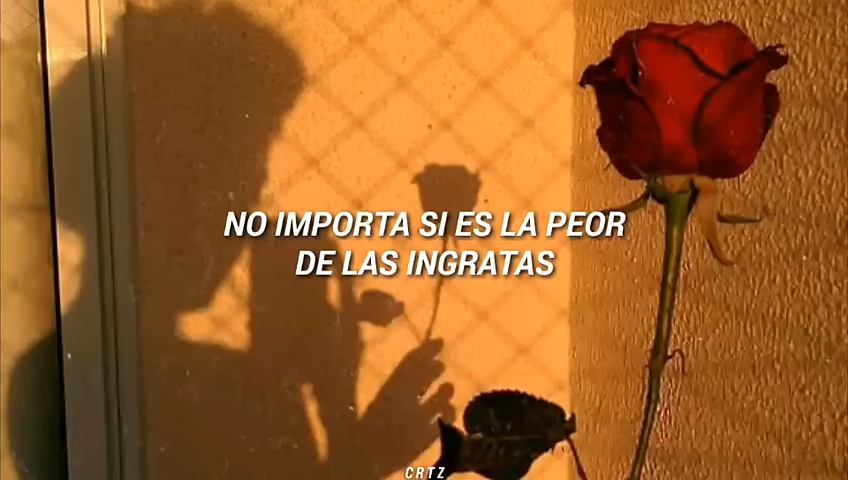 NO IMPORTA SI ES LA PEOR
DE LAS INGRATAS
CRTZ